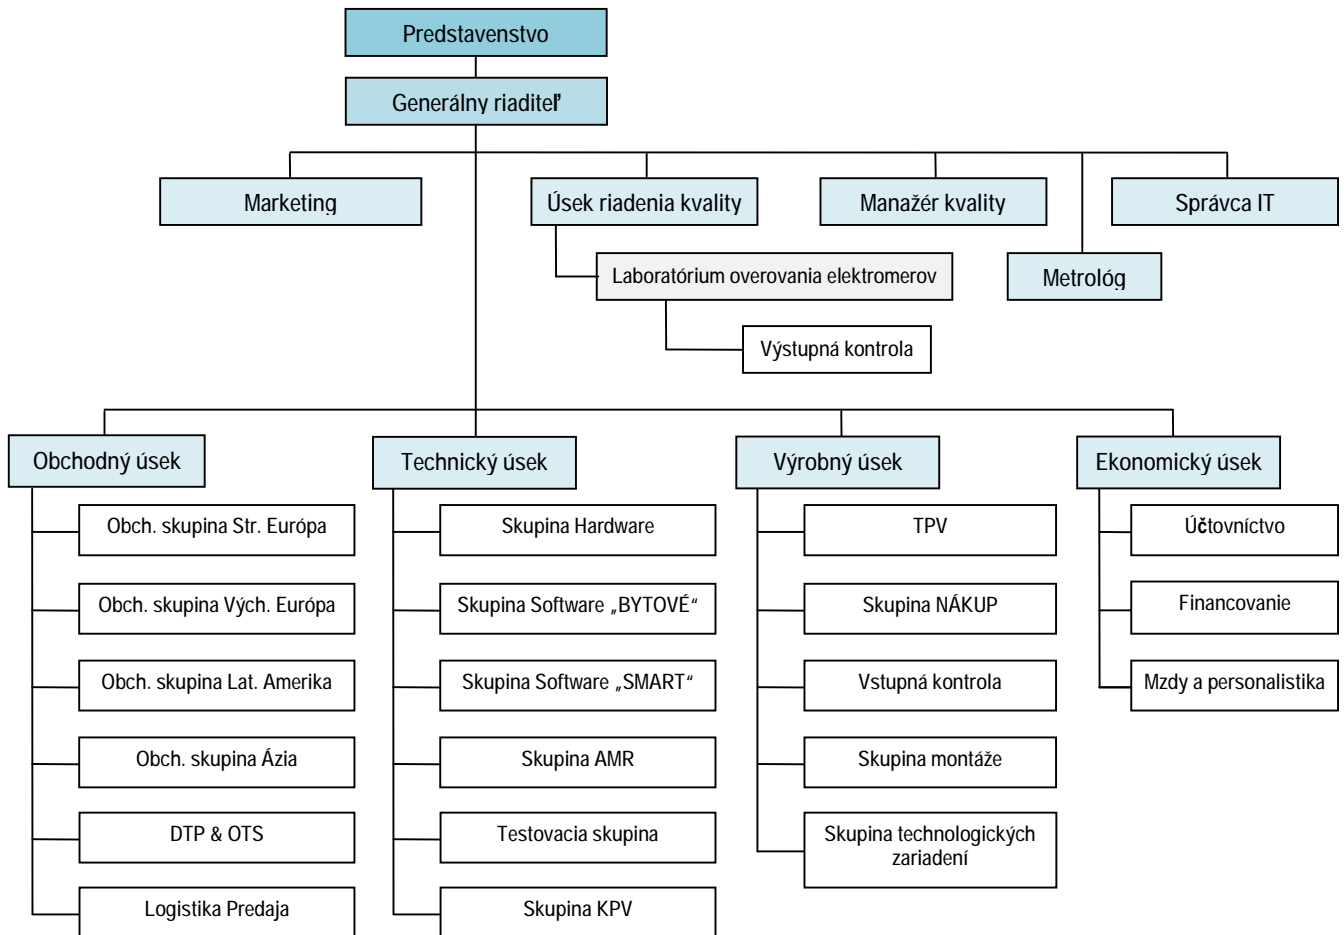 Predstavenstvo
Generálny riaditeľ
Marketing
Úsek riadenia kvality
Manažér kvality
Správca IT
Laboratórium overovania elektromerov
Metrológ
Výstupná kontrola
Obchodný úsek
Technický úsek
Výrobný úsek
Ekonomický úsek
Obch. skupina Str. Európa
Skupina Hardware
TPV
Účtovníctvo
Obch. skupina Vých. Európa
Skupina Software „BYTOVÉ“
Skupina NÁKUP
Financovanie
Obch. skupina Lat. Amerika
Skupina Software „SMART“
Vstupná kontrola
Mzdy a personalistika
Obch. skupina Ázia
Skupina AMR
Skupina montáže
DTP & OTS
Testovacia skupina
Skupina technologických
zariadení
Logistika Predaja
Skupina KPV